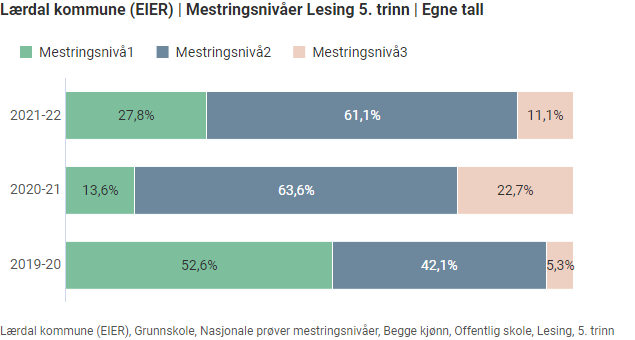 Lærdal kommune (EIER) | Mestringsnivåer Lesing 5. trinn | Egne tall
Mestringsnivå1 Mestringsnivå2 Mestringsnivå3
2021-22 27,8% 61,1% 11,1%
2020-21 13,6% 63,6% 22,7%
2019-20 52,6% 42,1% 5,3%
Lærdal kommune (EIER), Grunnskole, Nasjonale prøver mestringsnivåer, Begge kjønn, Offentlig skole, Lesing, 5. trinn